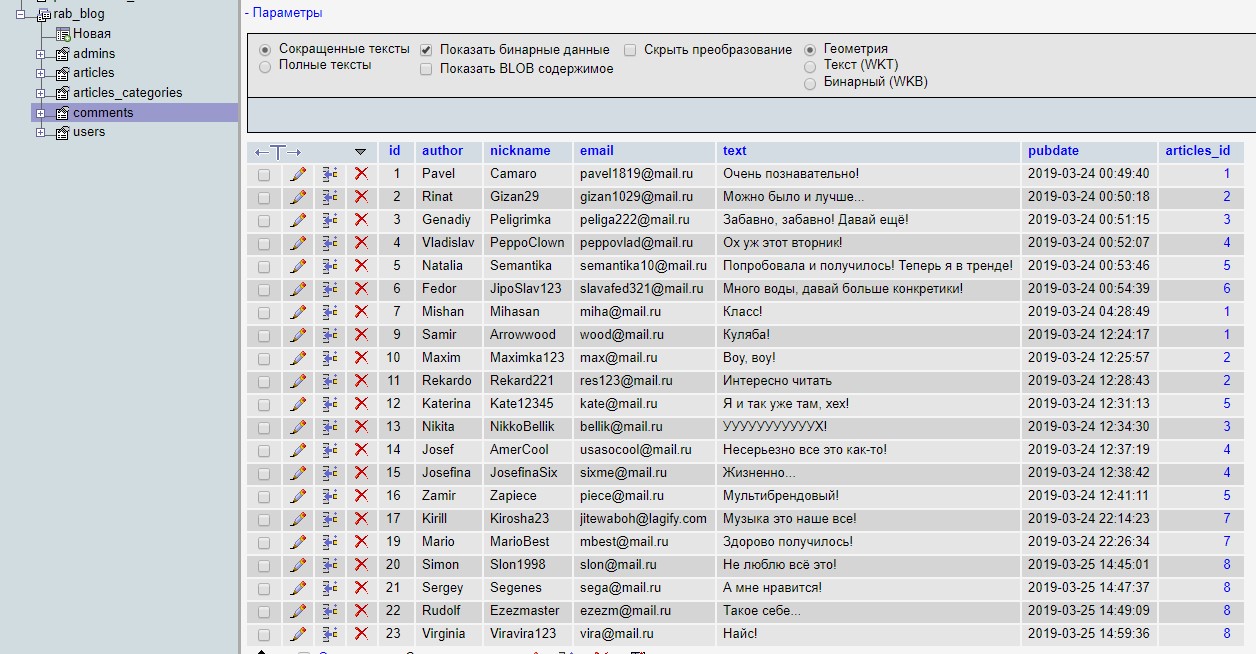 rab_blog
Новая
admins
articles
articles_categories
comments
users
- Параметры
Сокращенные тексты Показать бинарные данные Скрыть преобразование Геометрия
Полные тексты Показать BLOB содержимое Текст (WKT)
Бинарный (WKB)
←T→ id author nickname email text pubdate articles_id
1 Pavel Camaro pavel1819@mail.ru Очень познавательно! 2019-03-24 00:49:40 1
2 Rinat Gizan29 gizan1029@mail.ru Можно было и лучше... 2019-03-24 00:50:18 2
3 Genadiy Peligrimka peliga222@mail.ru Забавно, забавно! Давай ещё! 2019-03-24 00:51:15 3
4 Vladislav PeppoClown peppovlad@mail.ru Ох уж этот вторник! 2019-03-24 00:52:07 4
5 Natalia Semantika semantika10@mail.ru Попробовала и получилось! Теперь я в тренде! 2019-03-24 00:53:46 5
6 Fedor JipoSlav123 slavafed321@mail.ru Много воды, давай больше конкретики! 2019-03-24 00:54:39 6
7 Mishan Mihasan miha@mail.ru Класс! 2019-03-24 04:28:49 1
9 Samir Arrowwood wood@mail.ru Куляба! 2019-03-24 12:24:17 1
10 Maxim Maximka123 max@mail.ru Воу, воу! 2019-03-24 12:25:57 2
11 Rekardo Rekard221 res123@mail.ru Интересно читать 2019-03-24 12:28:43 2
12 Katerina Kate12345 kate@mail.ru Я и так уже там, хех! 2019-03-24 12:31:13 5
13 Nikita NikkoBellik bellik@mail.ru УУУУУУУУУУУХ! 2019-03-24 12:34:30 3
14 Josef AmerCool usasocool@mail.ru Несерьезно все это как-то! 2019-03-24 12:37:19 4
15 Josefina JosefinaSix sixme@mail.ru Жизненно... 2019-03-24 12:38:42 4
16 Zamir Zapiece piece@mail.ru Мультибрендовый! 2019-03-24 12:41:11 5
17 Kirill Kirosha23 jitewaboh@lagify.com Музыка это наше все! 2019-03-24 22:14:23 7
19 Mario MarioBest mbest@mail.ru Здорово получилось! 2019-03-24 22:26:34 7
20 Simon Slon1998 slon@mail.ru Не люблю всё это! 2019-03-25 14:45:01 8
21 Sergey Segenes sega@mail.ru А мне нравится! 2019-03-25 14:47:37 8
22 Rudolf Ezezmaster ezezm@mail.ru Такое себе... 2019-03-25 14:49:09 8
23 Virginia Viravira123 vira@mail.ru Найс! 2019-03-25 14:59:36 8